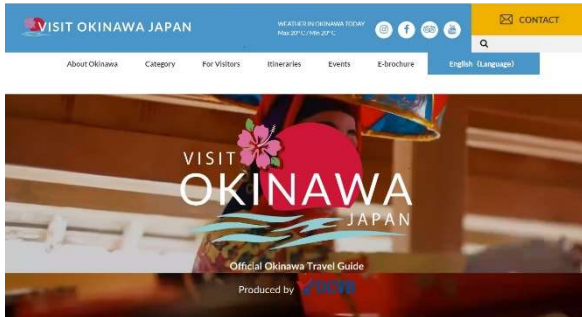 VISIT OKINAWA JAPAN
WEATHER IN OKINAWA TODAY
Max 20°C / Min 20°C
CONTACT
About Okinawa
Category
For Visitors
Itineraries
Events
E-brochure
English (Language)
VISIT
OKINAWA
JAPAN
Official Okinawa Travel Guide
Produced by OCVB